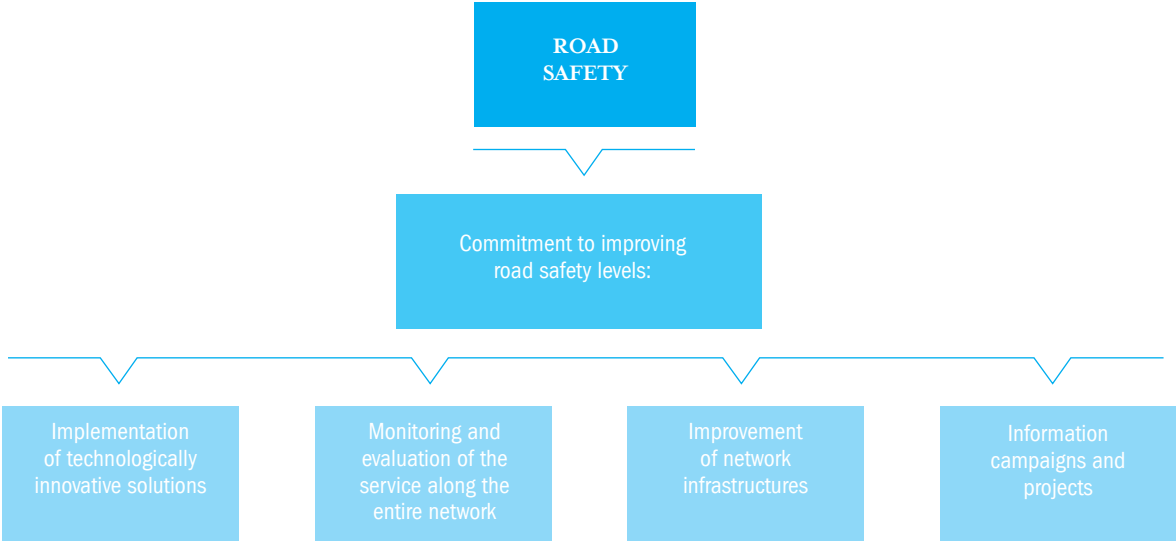 ROAD
SAFETY
Commitment to improving
road safety levels:
Implementation
of technologically
innovative solutions
Monitoring and
evaluation of the
service along the
entire network
Improvement
of network
infrastructures
Information
campaigns and
projects